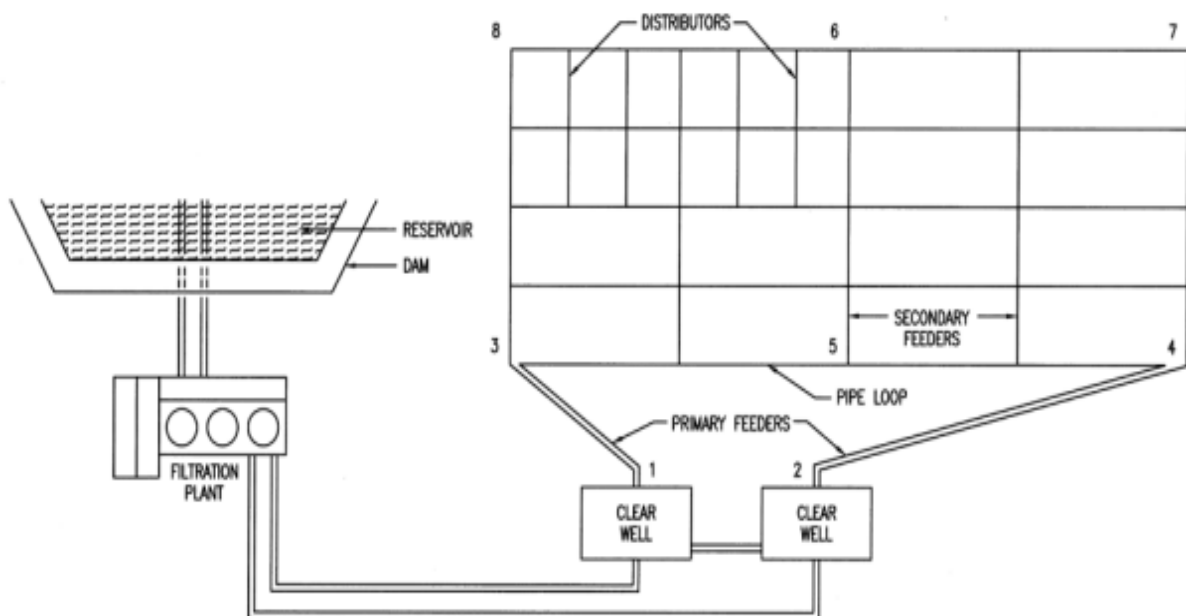 8
DISTRIBUTORS
6
7
RESERVOIR
DAM
SECONDARY
FEEDERS
3
5
4
PIPE LOOP
PRIMARY FEEDERS
FILTRATION
PLANT
1
2
CLEAR
WELL
CLEAR
WELL